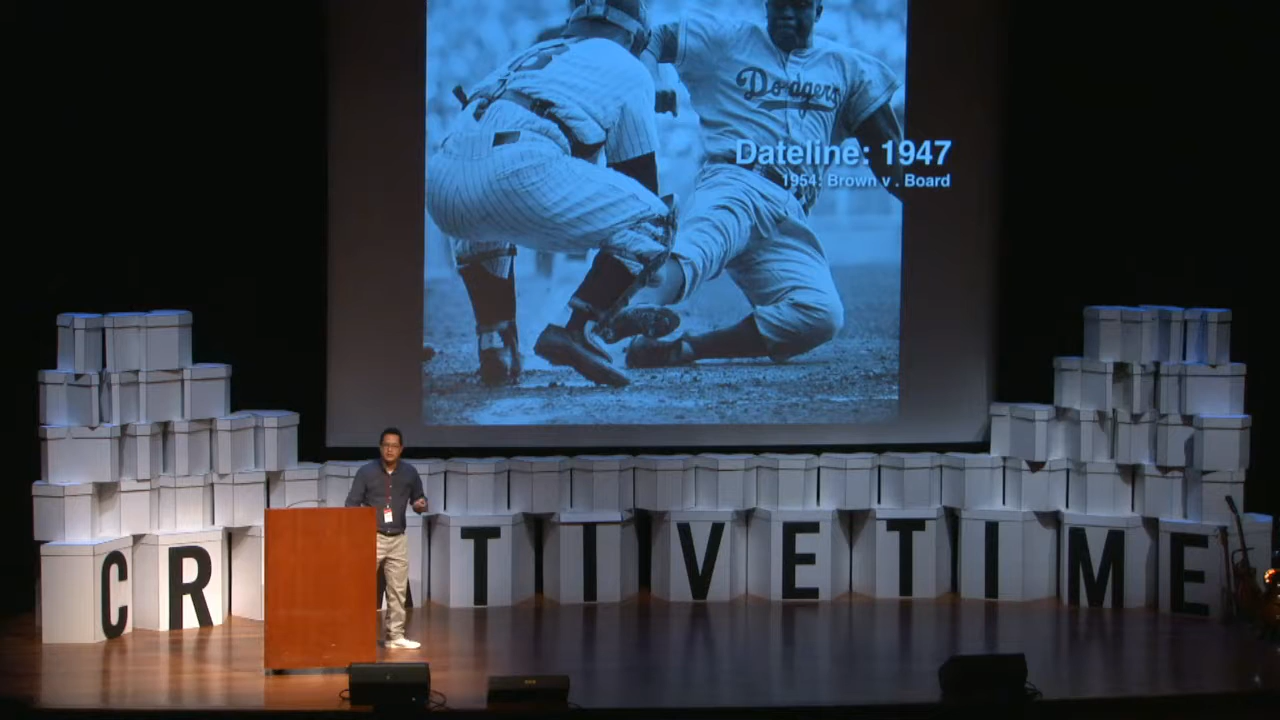 Dodgers
Dateline: 1947
1954: Brown v . Board
CR TIVETIME